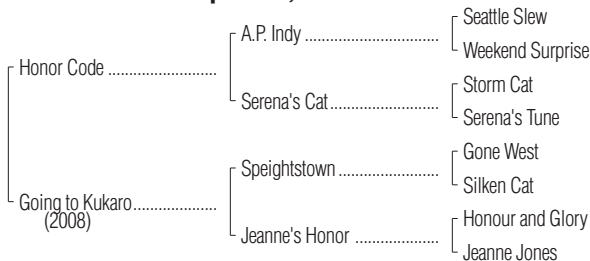 Seattle Slew
A.P. Indy ..............................
Weekend Surprise
Honor Code ........................
Storm Cat
Serena's Cat........................
Serena's Tune
Gone West
Speightstown ......................
Silken Cat
Going to Kukaro...................
(2008)
Honour and Glory
Jeanne's Honor ..................
Jeanne Jones